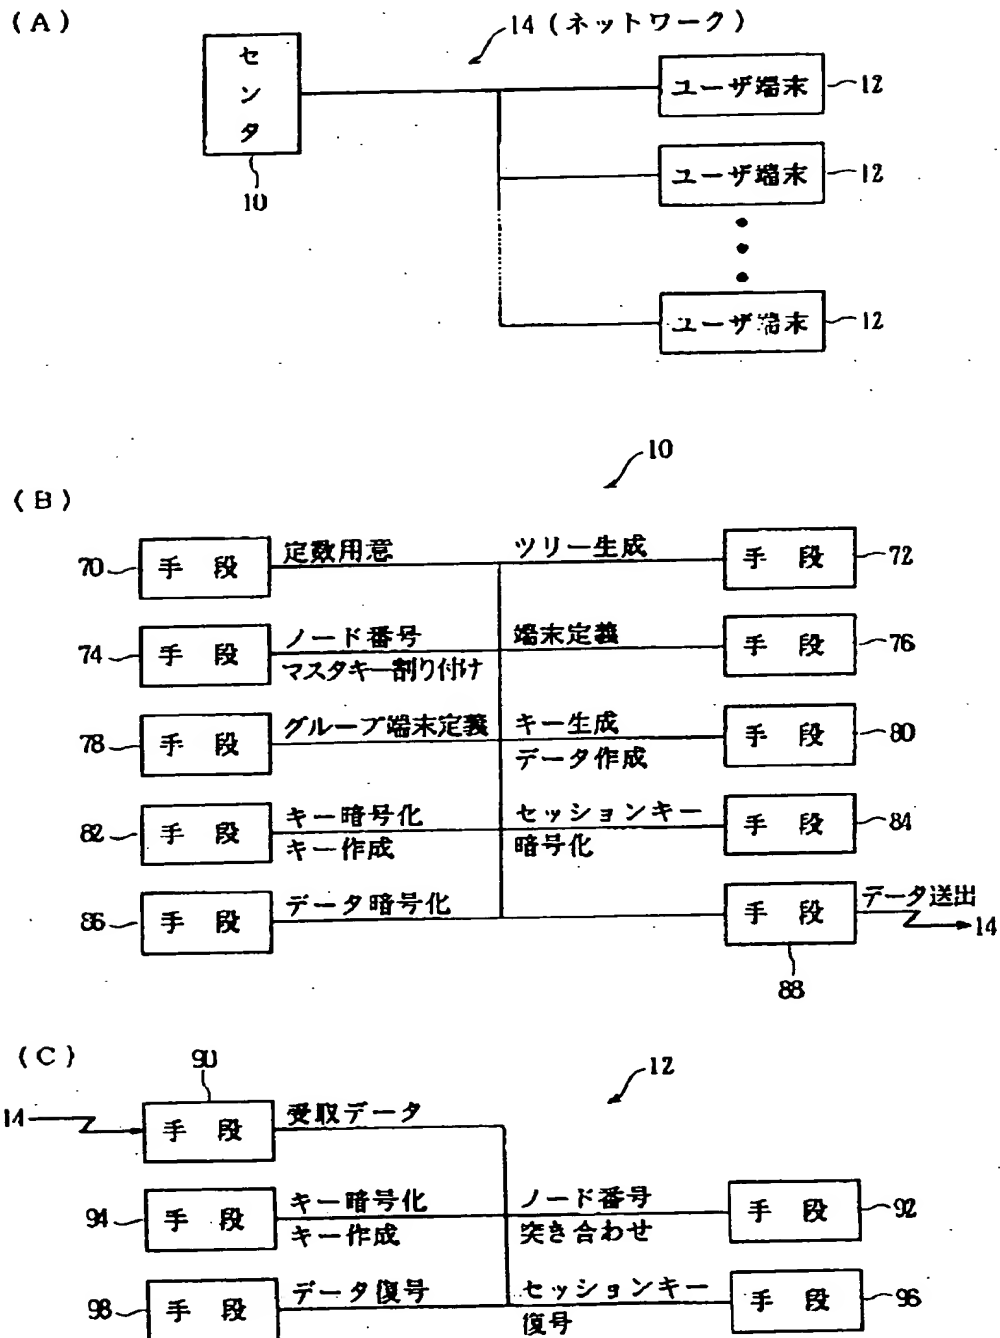 (A)
14(ネットワーク)
センタ
10
ユーザ端末 12
ユーザ端末 12
ユーザ端末 12
10
(B)
70 手段 定数用意 ツリー生成 手段 72
74 手段 ノード番号 端末定義 手段 76
マスタキー割り付け
78 手段 グループ端末定義 キー生成 手段 80
データ作成
82 手段 キー暗号化 セッションキー 手段 84
キー作成 暗号化
86 手段 データ暗号化 手段 データ送出
14
88
(C)
90
12
14 手段 受取データ
94 手段 キー暗号化 ノード番号 手段 92
キー作成 突き合わせ
98 手段 データ復号 セッションキー 手段 96
復号